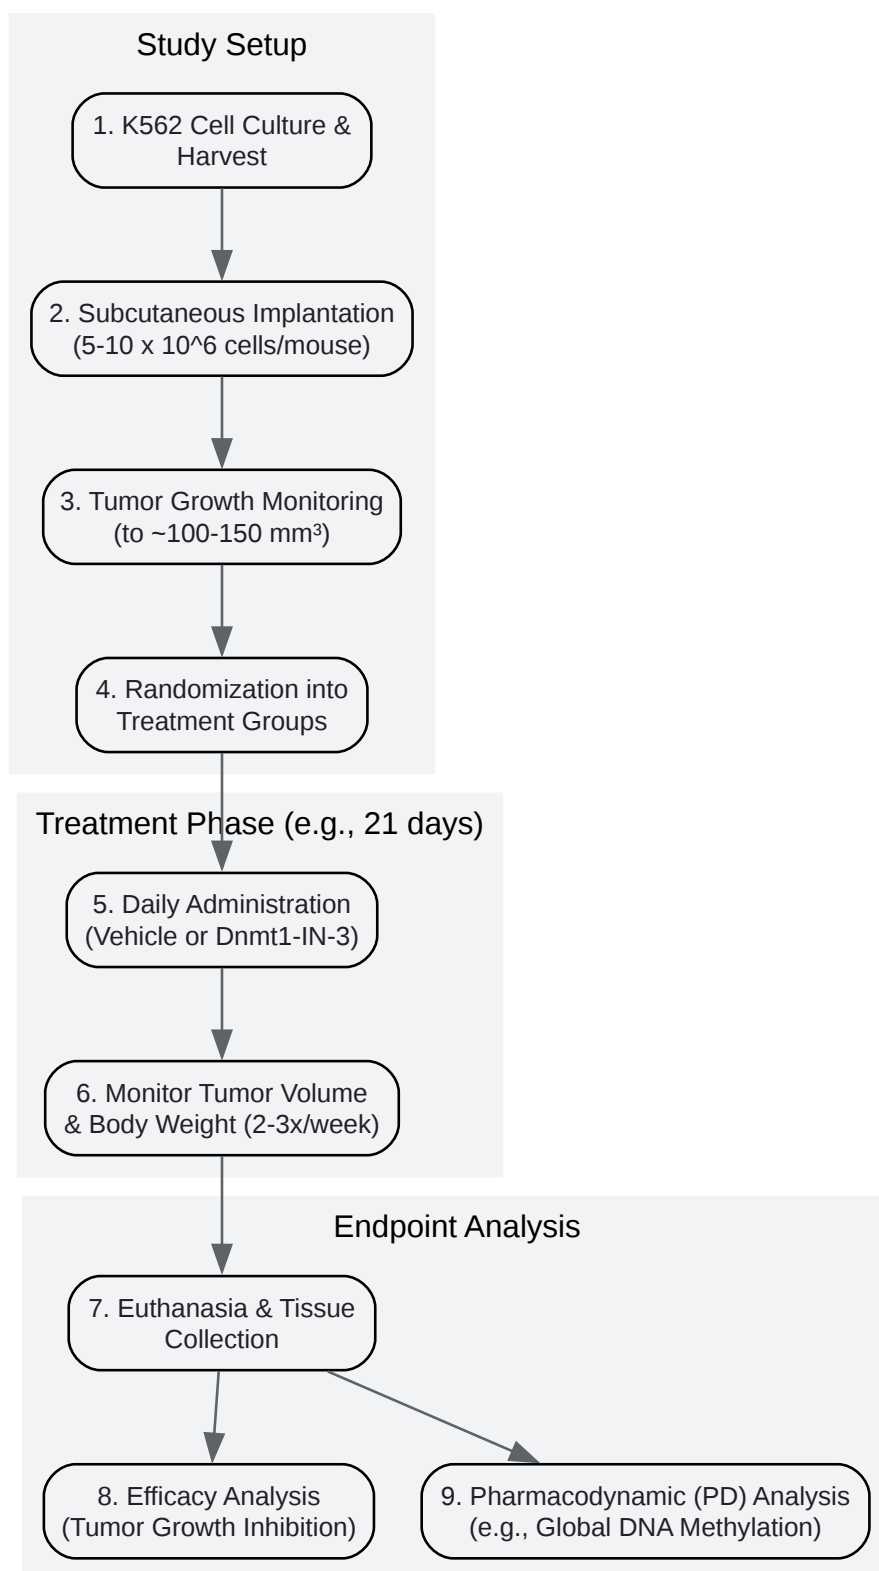 Study Setup
1. K562 Cell Culture &
Harvest
2. Subcutaneous Implantation
(5-10 x 10^6 cells/mouse)
3. Tumor Growth Monitoring
(to ~100-150 mm³)
4. Randomization into
Treatment Groups
Treatment Phase (e.g., 21 days)
5. Daily Administration
(Vehicle or Dnmt1-IN-3)
6. Monitor Tumor Volume
& Body Weight (2-3x/week)
Endpoint Analysis
7. Euthanasia & Tissue
Collection
8. Efficacy Analysis
(Tumor Growth Inhibition)
9. Pharmacodynamic (PD) Analysis
(e.g., Global DNA Methylation)